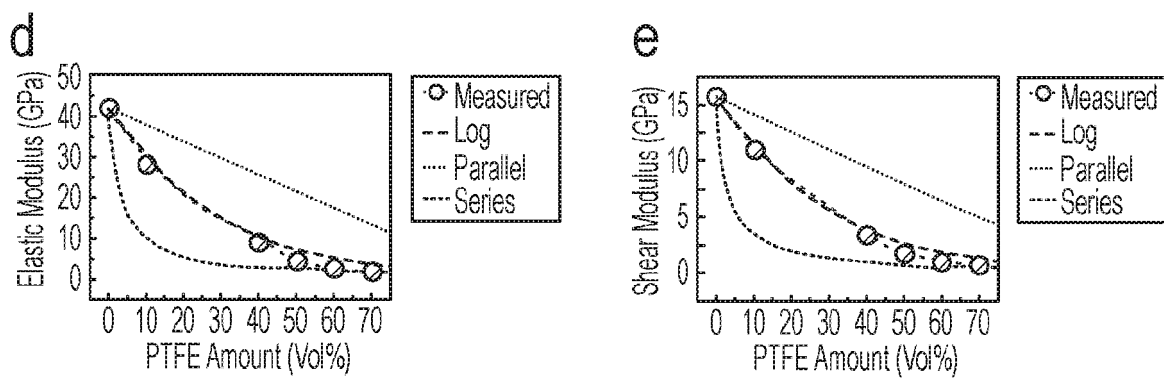 d
Elastic Modulus (GPa)
50
40
30
20
10
0
0 10 20 30 40 50 60 70
PTFE Amount (Vol%)
Measured
Log
Parallel
Series
e
Shear Modulus (GPa)
15
10
5
0
0 10 20 30 40 50 60 70
PTFE Amount (Vol%)
Measured
Log
Parallel
Series